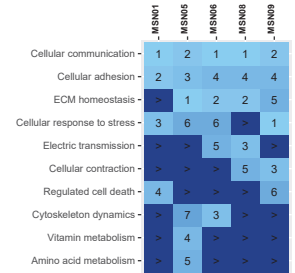 MSN01 MSN05 MSN06 MSN08 MSN09
Cellular communication 1 2 1 1 2
Cellular adhesion 2 3 4 4 4
ECM homeostasis > 1 2 2 5
Cellular response to stress 3 6 6 > 1
Electric transmission > > 5 3 >
Cellular contraction > > > 5 3
Regulated cell death 4 > > > 6
Cytoskeleton dynamics > 7 3 > >
Vitamin metabolism > 4 > > >
Amino acid metabolism > 5 > > >